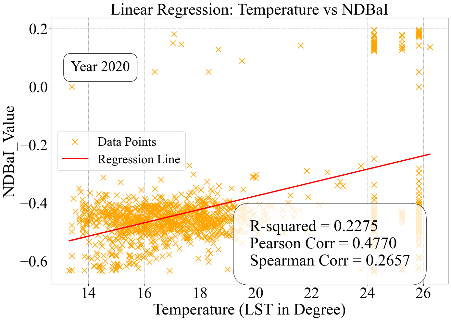 Linear Regression: Temperature vs NDBaI
NDBaI Value
0.2
0.0
−0.2
−0.4
−0.6
Year 2020
Data Points
Regression Line
R-squared = 0.2275
Pearson Corr = 0.4770
Spearman Corr = 0.2657
14 16 18 20 22 24 26
Temperature (LST in Degree)